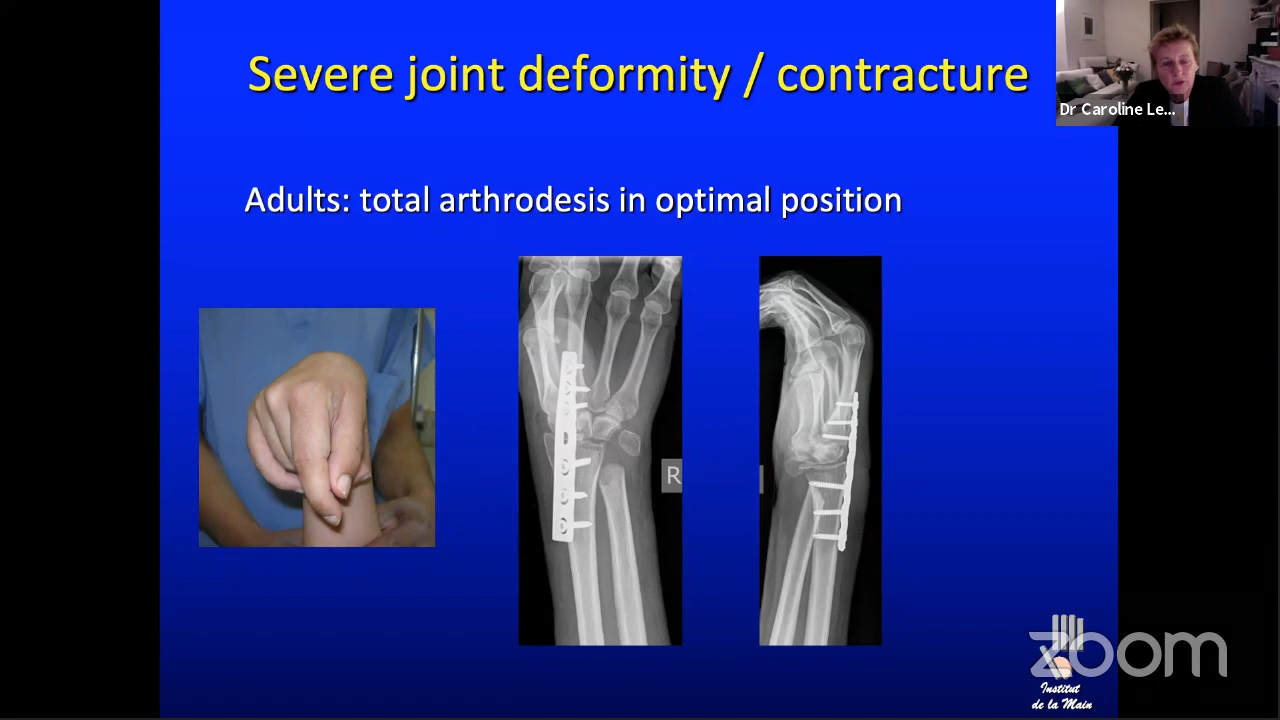 Severe joint deformity / contracture
Dr Caroline Le...
Adults: total arthrodesis in optimal position
R
zoom
Institut
de la Main